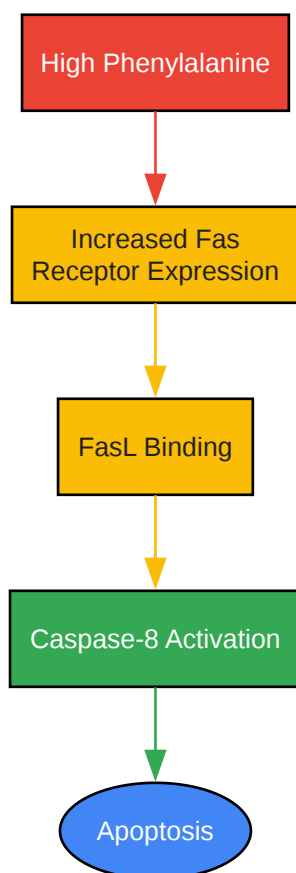 High Phenylalanine
Increased Fas
Receptor Expression
FasL Binding
Caspase-8 Activation
Apoptosis